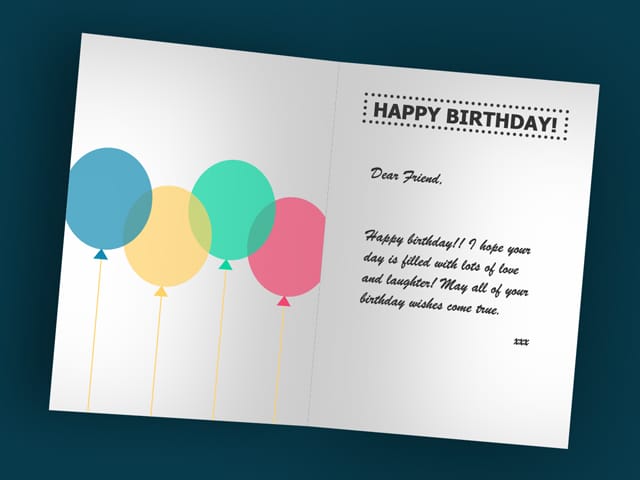 HAPPY BIRTHDAY!
Dear Friend,
Happy birthday!! I hope your
day is filled with lots of love
and laughter! May all of your
birthday wishes come true.
xxx